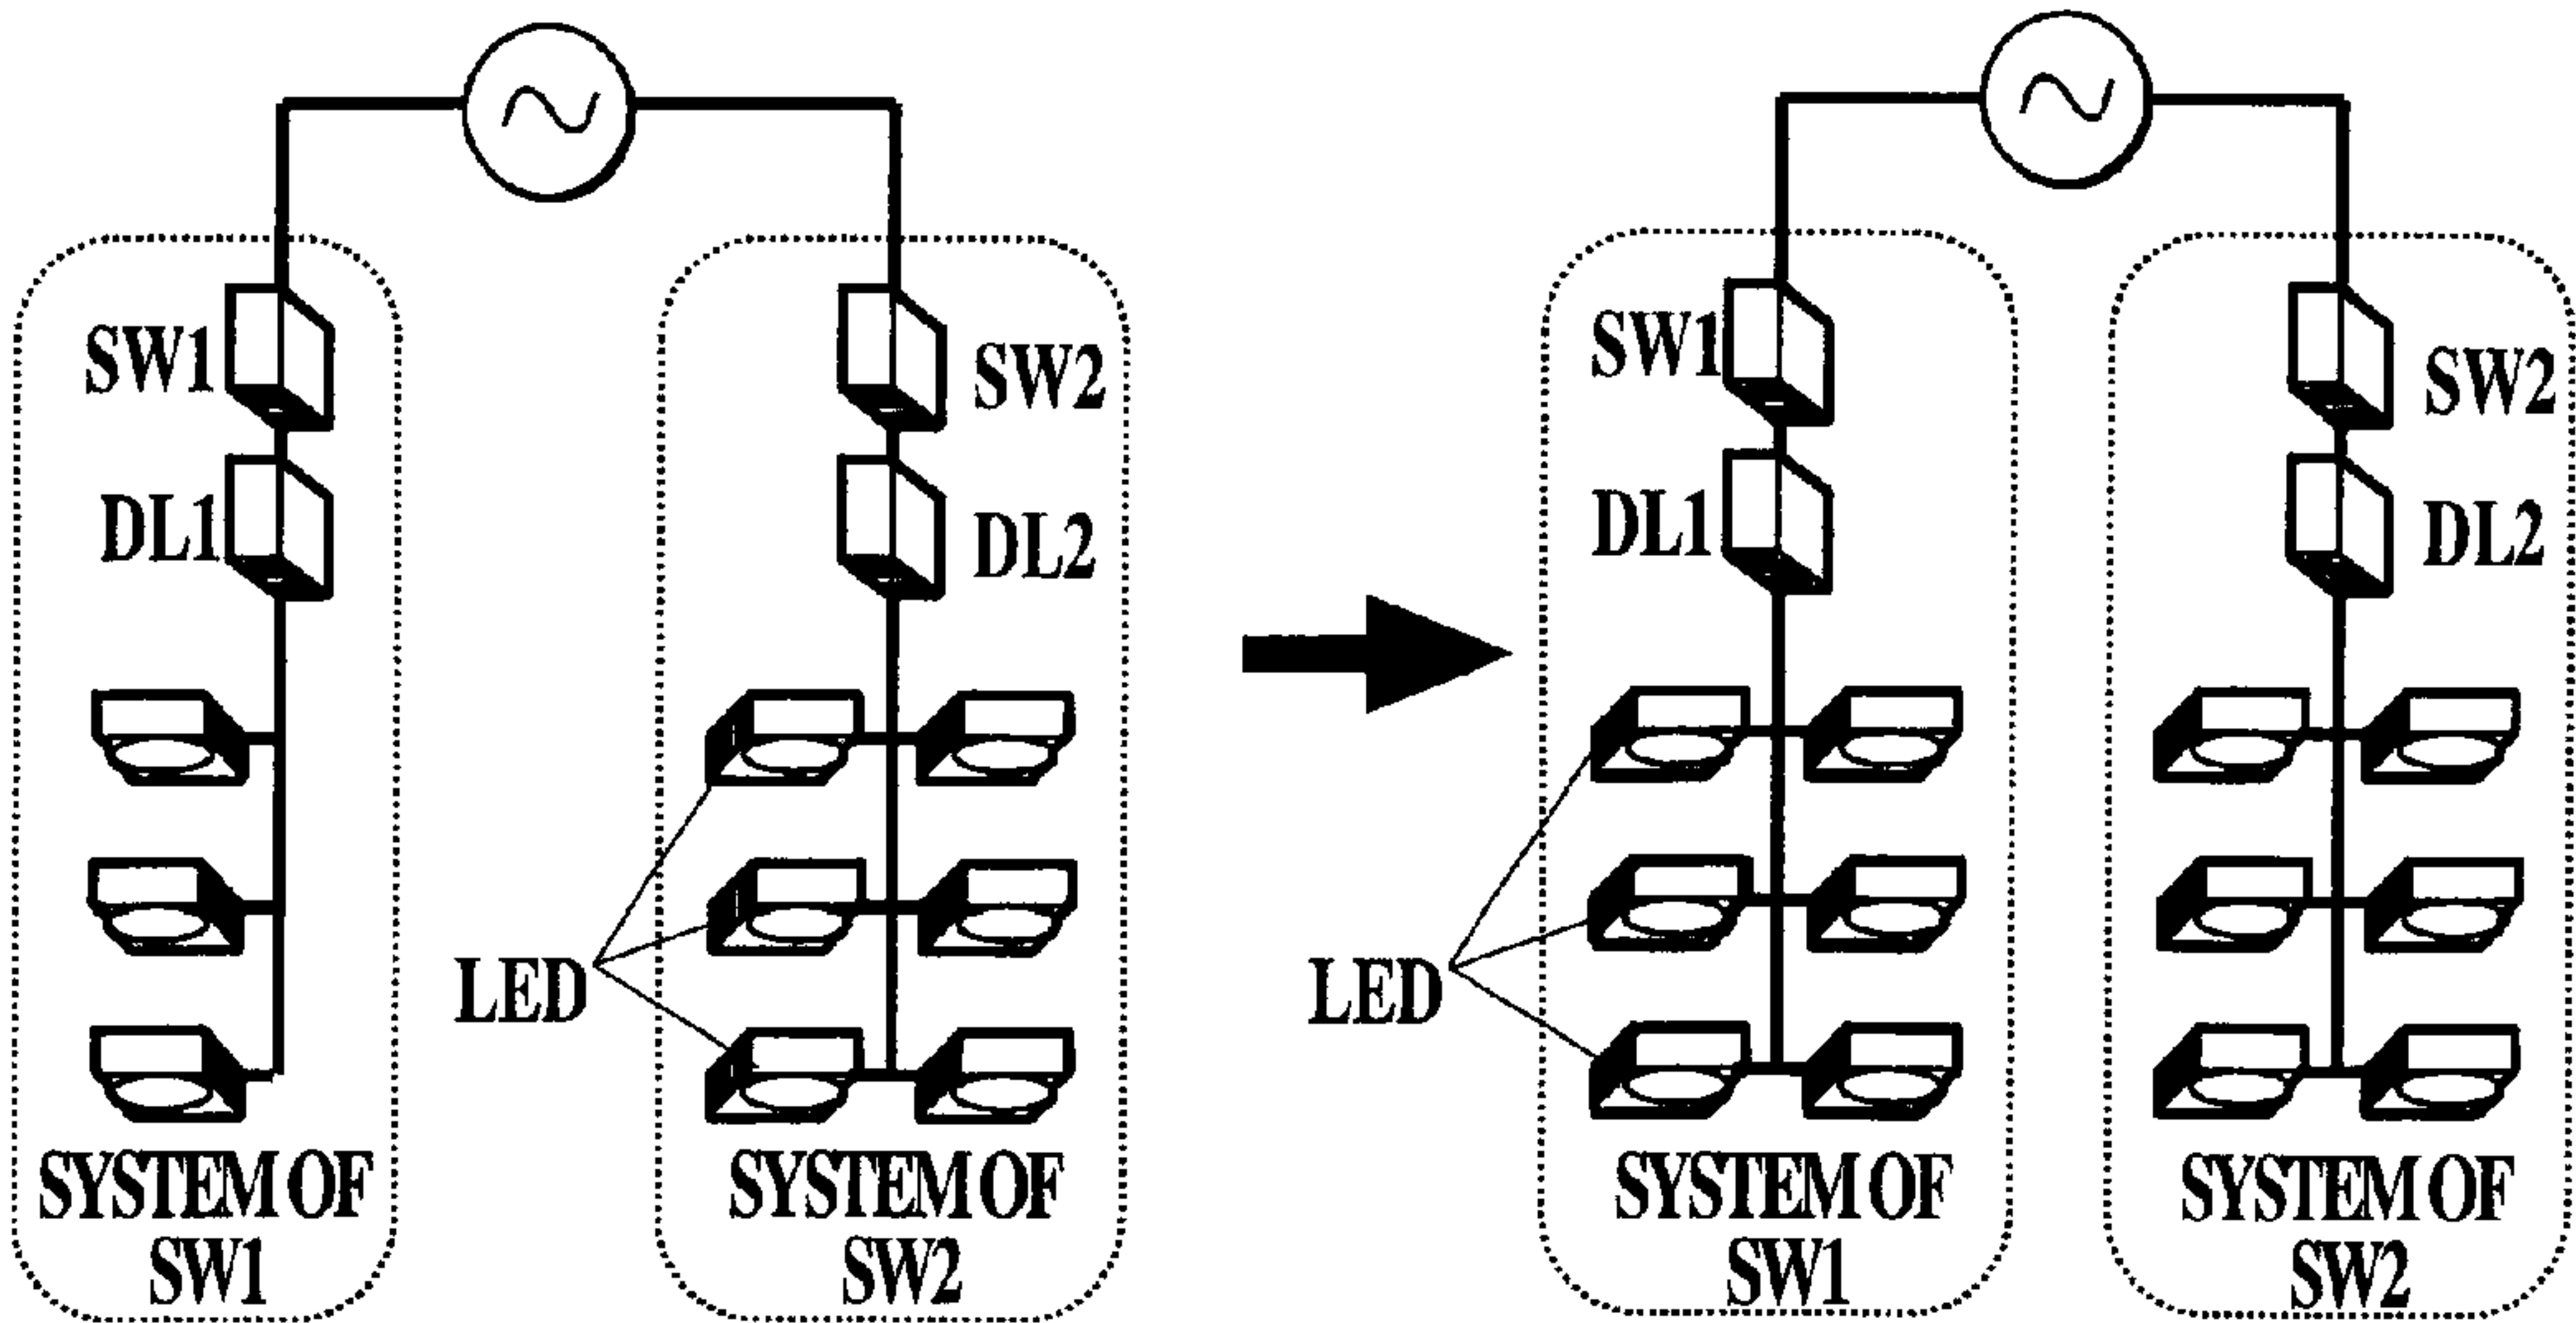 SW1
DL1
SW2
DL2
LED
SYSTEM OF
SW1
SYSTEM OF
SW2
SW1
DL1
SW2
DL2
LED
SYSTEM OF
SW1
SYSTEM OF
SW2